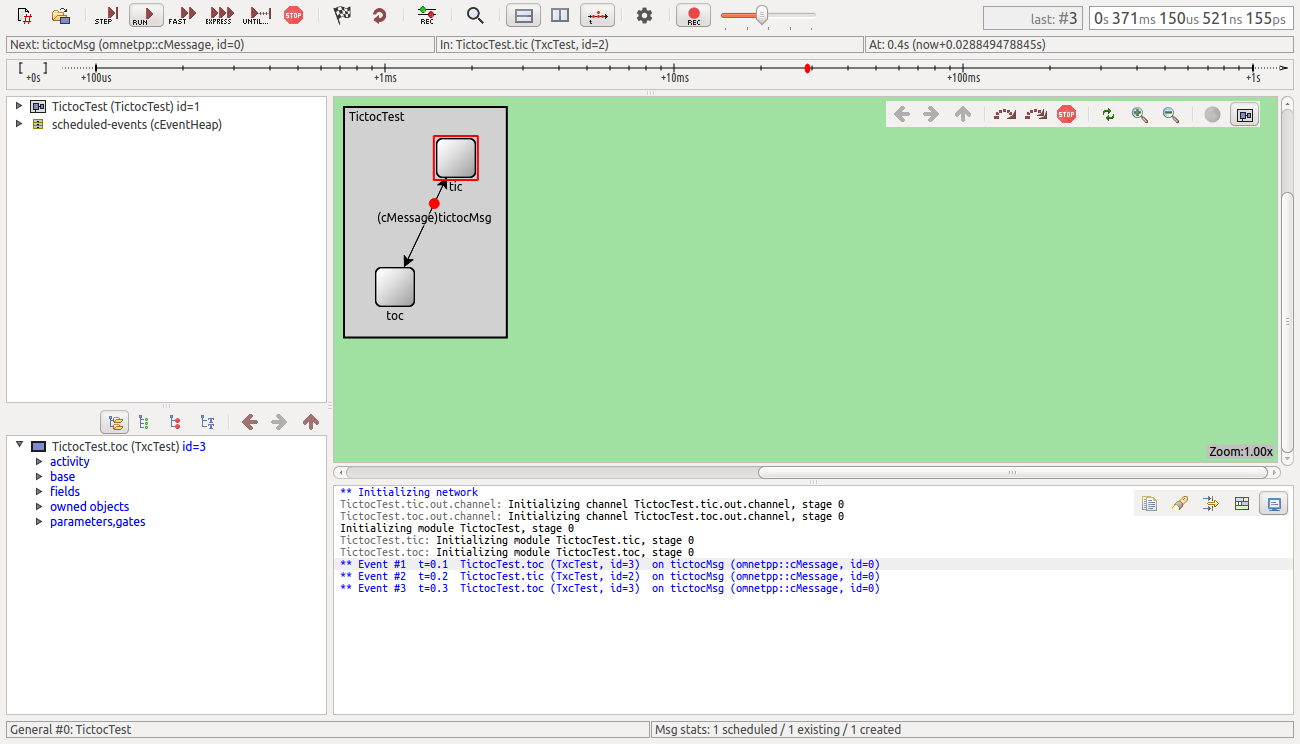 STEP RUN FAST EXPRESS UNTIL... STOP REC REC last: #3 0s 371ms 150us 521ns 155ps
Next: tictocMsg (omnetpp::cMessage, id=0) In: TictocTest.tic (TxcTest, id=2) At: 0.4s (now+0.028849478845s)
[ ]
+0s +100us +1ms +10ms +100ms +1s
TictocTest (TictocTest) id=1
scheduled-events (cEventHeap)
TictocTest
STOP
tic
(cMessage)tictocMsg
toc
Zoom:1.00x
TictocTest.toc (TxcTest) id=3
activity
base
fields
owned objects
parameters,gates
** Initializing network
TictocTest.tic.out.channel: Initializing channel TictocTest.tic.out.channel, stage 0
TictocTest.toc.out.channel: Initializing channel TictocTest.toc.out.channel, stage 0
Initializing module TictocTest, stage 0
TictocTest.tic: Initializing module TictocTest.tic, stage 0
TictocTest.toc: Initializing module TictocTest.toc, stage 0
** Event #1 t=0.1 TictocTest.toc (TxcTest, id=3) on tictocMsg (omnetpp::cMessage, id=0)
** Event #2 t=0.2 TictocTest.tic (TxcTest, id=2) on tictocMsg (omnetpp::cMessage, id=0)
** Event #3 t=0.3 TictocTest.toc (TxcTest, id=3) on tictocMsg (omnetpp::cMessage, id=0)
General #0: TictocTest Msg stats: 1 scheduled / 1 existing / 1 created